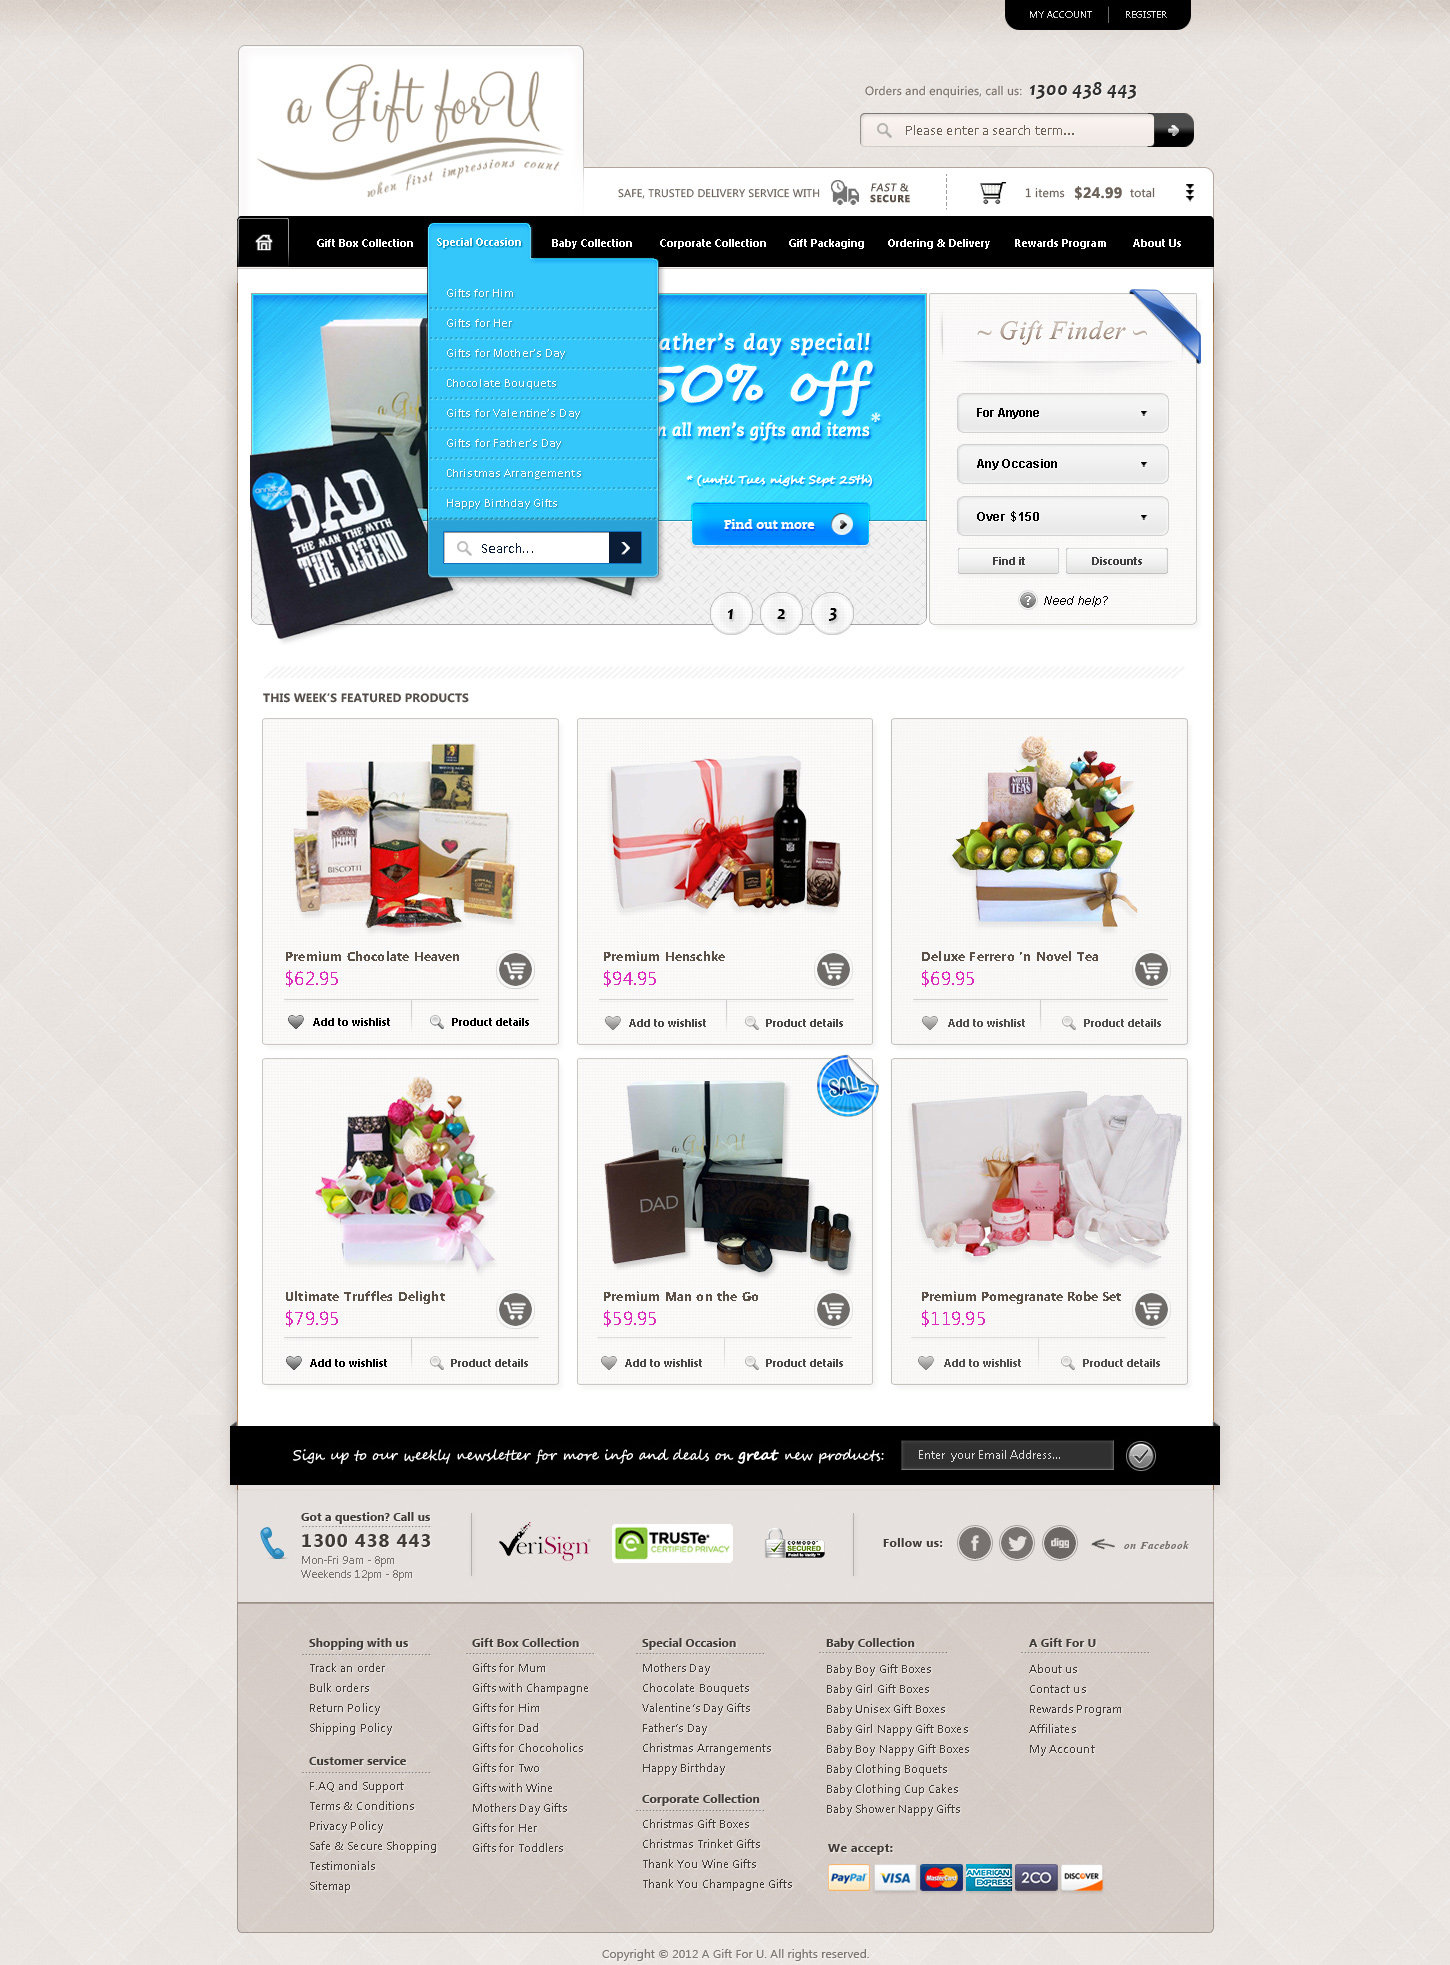 MY ACCOUNT
REGISTER
a Gift for U
when first impressions count
Orders and enquiries, call us: 1300 438 443
Please enter a search term...
SAFE, TRUSTED DELIVERY SERVICE WITH
FAST &
SECURE
1 items $24.99 total
Gift Box Collection
Special Occasion
Baby Collection
Corporate Collection
Gift Packaging
Ordering & Delivery
Rewards Program
About Us
Gifts for Him
Gifts for Her
Gifts for Mother's Day
Chocolate Bouquets
Gifts for Valentine's Day
Gifts for Father's Day
Christmas Arrangements
Happy Birthday Gifts
Search...
DAD
THE MAN THE MYTH
THE LEGEND
ather's day special!
50% off
n all men's gifts and items*
* (until Tues night Sept 25th)
Find out more
1 2 3
~ Gift Finder ~
For Anyone
Any Occasion
Over $150
Find it
Discounts
? Need help?
THIS WEEK'S FEATURED PRODUCTS
BISCOTTI
NOVEL
TEAS
Premium Chocolate Heaven
$62.95
Add to wishlist
Product details
Premium Henschke
$94.95
Add to wishlist
Product details
Deluxe Ferrero 'n Novel Tea
$69.95
Add to wishlist
Product details
SALE
a Gift for U
DAD
Ultimate Truffles Delight
$79.95
Add to wishlist
Product details
Premium Man on the Go
$59.95
Add to wishlist
Product details
Premium Pomegranate Robe Set
$119.95
Add to wishlist
Product details
Sign up to our weekly newsletter for more info and deals on great new products:
Enter your Email Address...
Got a question? Call us
1300 438 443
Mon-Fri 9am - 8pm
Weekends 12pm - 8pm
VeriSign
TRUSTe
CERTIFIED PRIVACY
COMODO
SECURED
Point to Verify
Follow us:
f
digg
on Facebook
Shopping with us
Track an order
Bulk orders
Return Policy
Shipping Policy
Customer service
F.AQ and Support
Terms & Conditions
Privacy Policy
Safe & Secure Shopping
Testimonials
Sitemap
Gift Box Collection
Gifts for Mum
Gifts with Champagne
Gifts for Him
Gifts for Dad
Gifts for Chocoholics
Gifts for Two
Gifts with Wine
Mothers Day Gifts
Gifts for Her
Gifts for Toddlers
Special Occasion
Mothers Day
Chocolate Bouquets
Valentine's Day Gifts
Father's Day
Christmas Arrangements
Happy Birthday
Corporate Collection
Christmas Gift Boxes
Christmas Trinket Gifts
Thank You Wine Gifts
Thank You Champagne Gifts
Baby Collection
Baby Boy Gift Boxes
Baby Girl Gift Boxes
Baby Unisex Gift Boxes
Baby Girl Nappy Gift Boxes
Baby Boy Nappy Gift Boxes
Baby Clothing Boquets
Baby Clothing Cup Cakes
Baby Shower Nappy Gifts
We accept:
PayPal
VISA
MasterCard
AMERICAN EXPRESS
2CO
DISCOVER
A Gift For U
About us
Contact us
Rewards Program
Affiliates
My Account
Copyright © 2012 A Gift For U. All rights reserved.